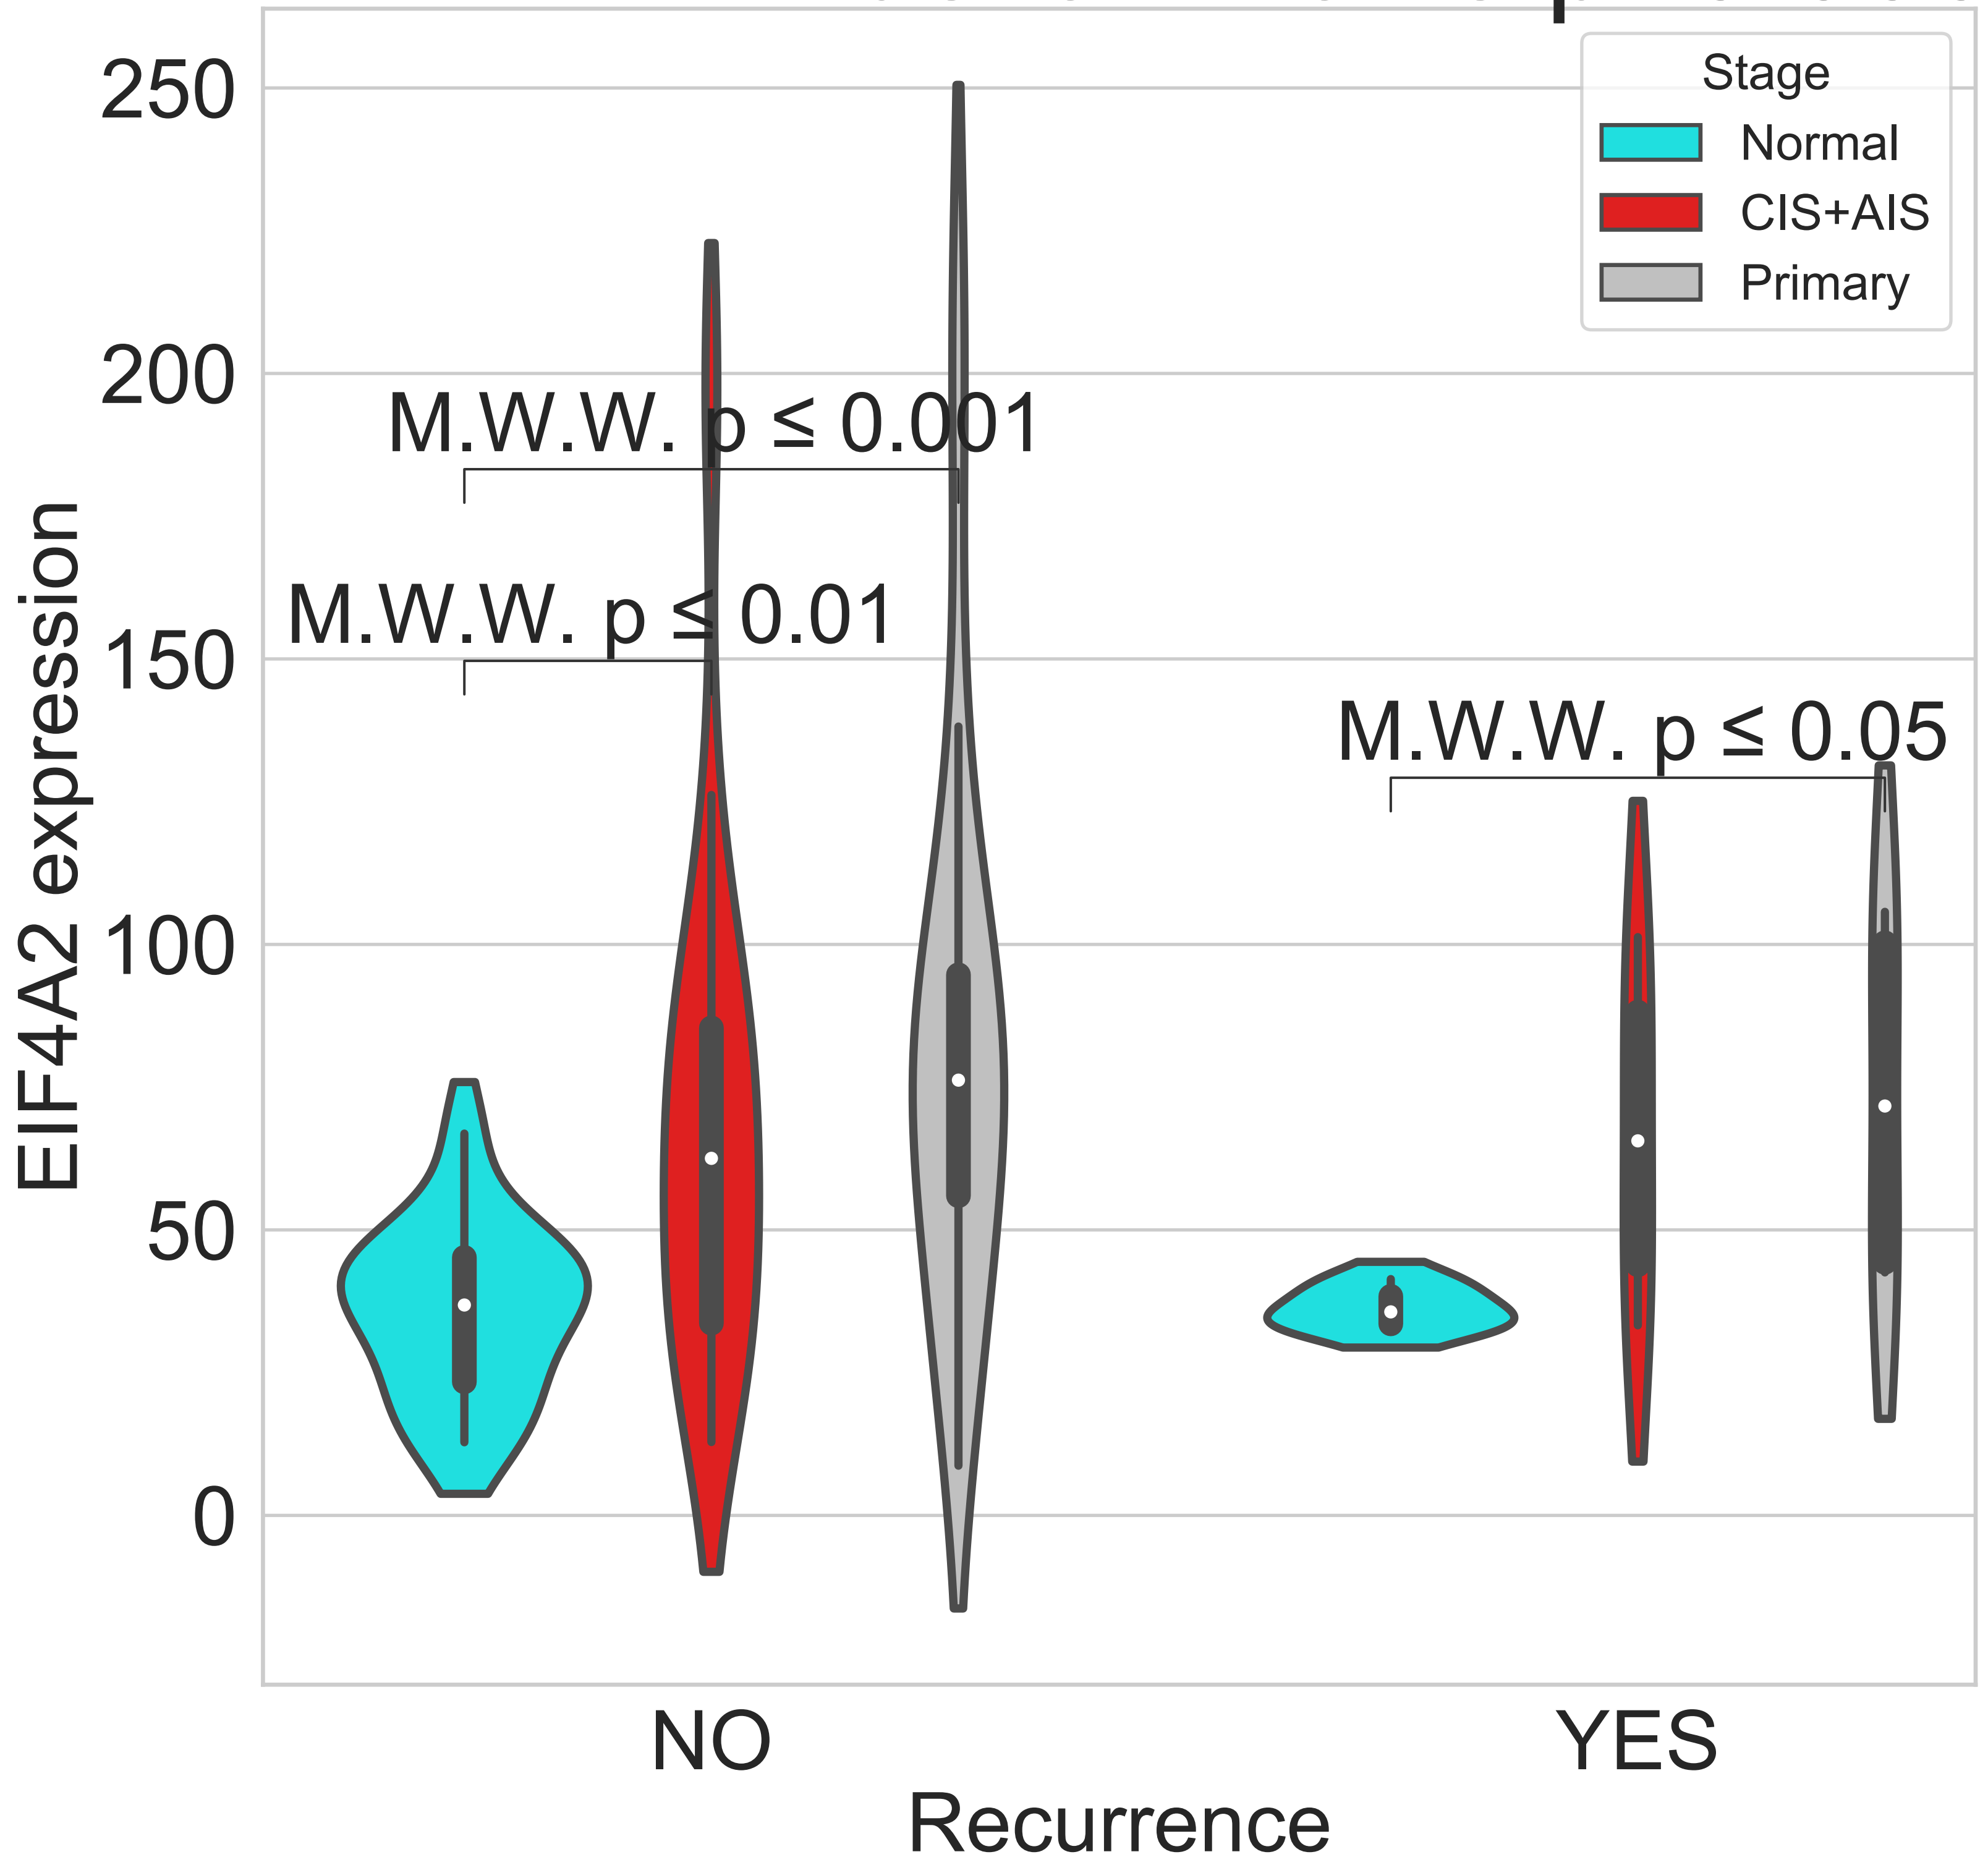 Stage
Normal
CIS+AIS
Primary
250
200
150
100
50
0
EIF4A2 expression
M.W.W. p ≤ 0.001
M.W.W. p ≤ 0.01
M.W.W. p ≤ 0.05
NO
YES
Recurrence